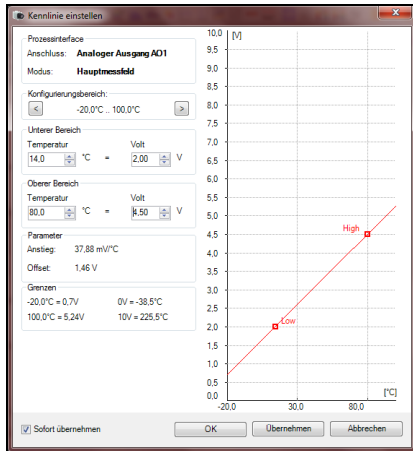 Kennlinie einstellen
Prozessinterface
Anschluss: Analoger Ausgang AO1
Modus: Hauptmessfeld
Konfigurierungsbereich:
< -20,0°C .. 100,0°C >
Unterer Bereich
Temperatur Volt
14,0 °C = 2,00 V
Oberer Bereich
Temperatur Volt
80,0 °C = 4,50 V
Parameter
Anstieg: 37,88 mV/°C
Offset: 1,46 V
Grenzen
-20,0°C = 0,7V 0V = -38,5°C
100,0°C = 5,24V 10V = 225,5°C
10,0 [V]
9,5
9,0
8,5
8,0
7,5
7,0
6,5
6,0
5,5
5,0
4,5
4,0
3,5
3,0
2,5
2,0
1,5
1,0
0,5
0,0
High
Low
[°C]
-20,0 30,0 80,0
Sofort übernehmen
OK
Übernehmen
Abbrechen